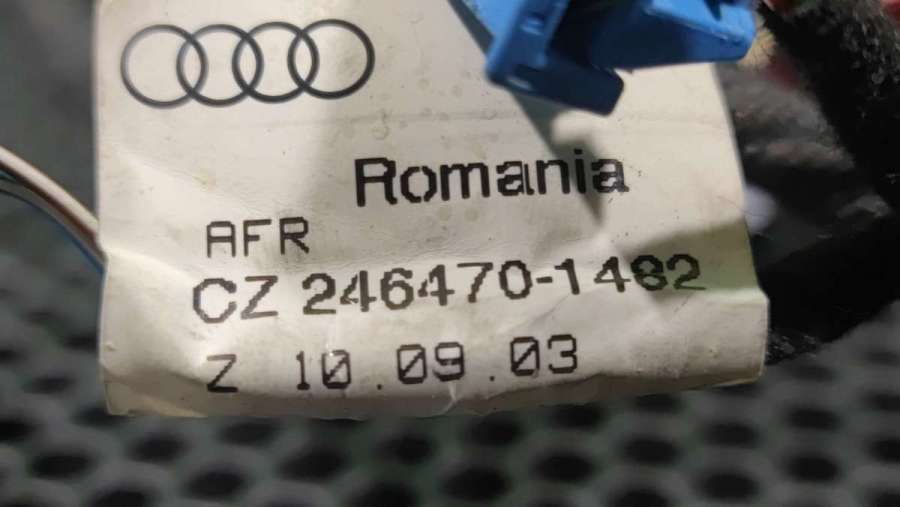 Romania
AFR
CZ 246470-1482
Z 10.09.03